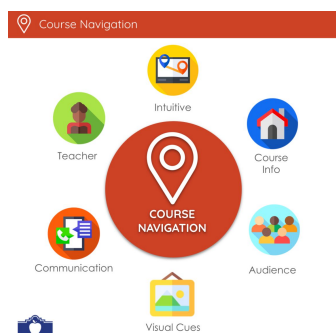 Course Navigation
Intuitive
Teacher
Course
Info
COURSE
NAVIGATION
Communication
Audience
Visual Cues